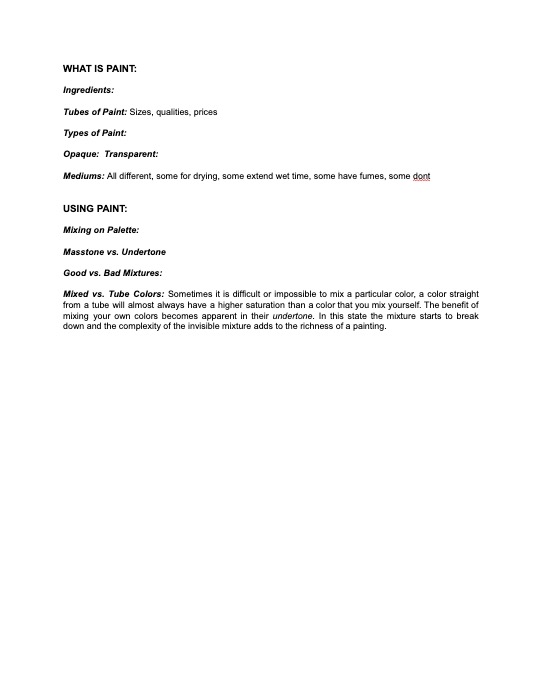 WHAT IS PAINT:
Ingredients:
Tubes of Paint: Sizes, qualities, prices
Types of Paint:
Opaque:  Transparent:
Mediums: All different, some for drying, some extend wet time, some have fumes, some dont
USING PAINT:
Mixing on Palette:
Masstone vs. Undertone
Good vs. Bad Mixtures:
Mixed vs. Tube Colors: Sometimes it is difficult or impossible to mix a particular color, a color straight
from a tube will almost always have a higher saturation than a color that you mix yourself. The benefit of
mixing your own colors becomes apparent in their undertone. In this state the mixture starts to break
down and the complexity of the invisible mixture adds to the richness of a painting.